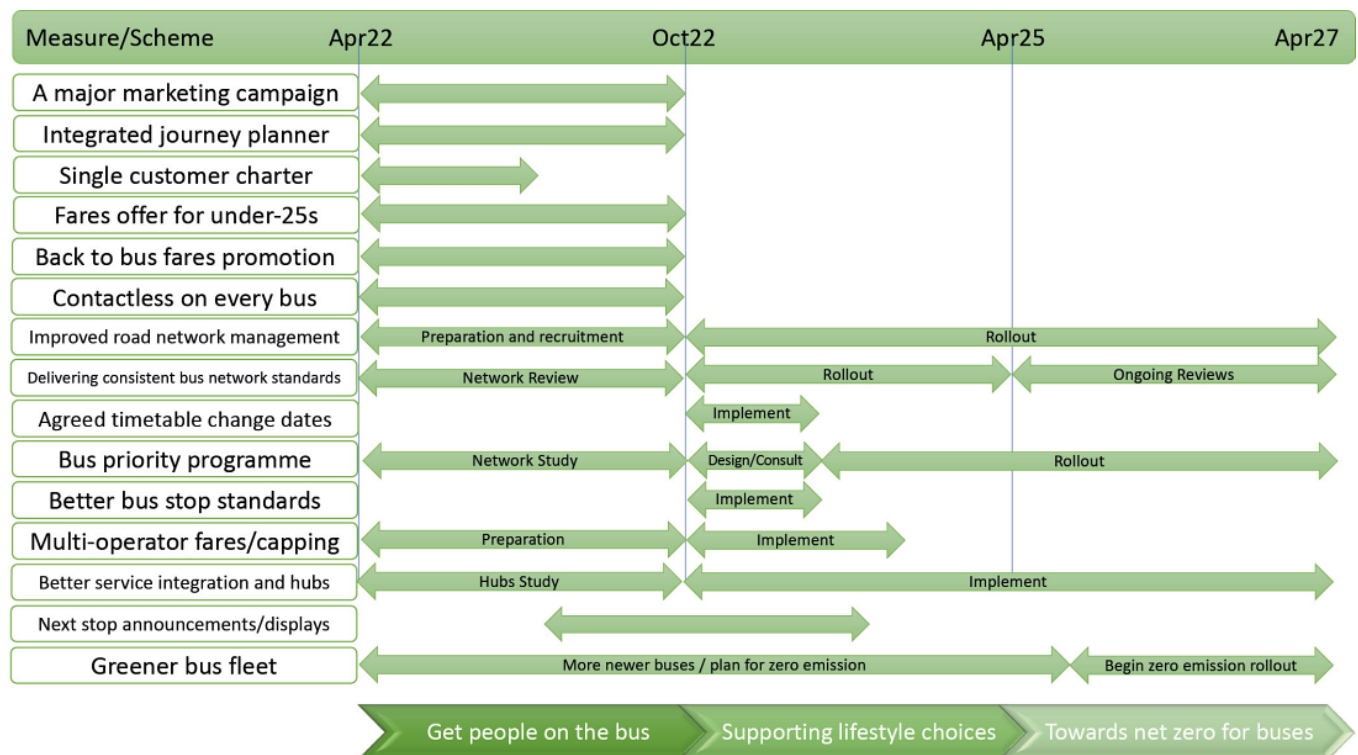 Measure/Scheme Apr22 Oct22 Apr25 Apr27
A major marketing campaign
Integrated journey planner
Single customer charter
Fares offer for under-25s
Back to bus fares promotion
Contactless on every bus
Improved road network management Preparation and recruitment Rollout
Delivering consistent bus network standards Network Review Rollout Ongoing Reviews
Agreed timetable change dates Implement
Bus priority programme Network Study Design/Consult Rollout
Better bus stop standards Implement
Multi-operator fares/capping Preparation Implement
Better service integration and hubs Hubs Study Implement
Next stop announcements/displays
Greener bus fleet More newer buses / plan for zero emission Begin zero emission rollout
Get people on the bus Supporting lifestyle choices Towards net zero for buses